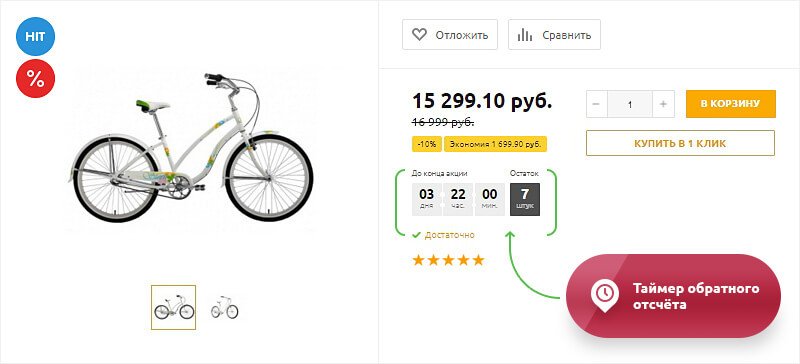 HIT
%
Отложить
Сравнить
15 299.10 руб.
16 999 руб.
-10%
Экономия 1 699.90 руб.
− 1 +
В КОРЗИНУ
КУПИТЬ В 1 КЛИК
До конца акции
Остаток
03 : 22 : 00
7
дня
час.
мин.
штук
Достаточно
Таймер обратного
отсчёта